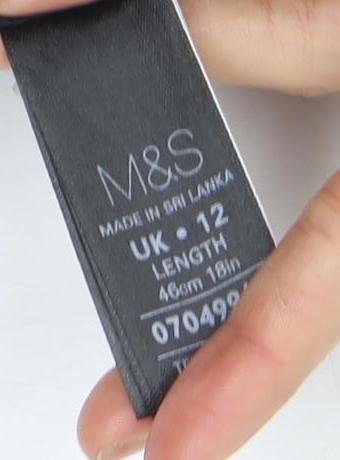 M&S
MADE IN SRI LANKA
UK • 12
LENGTH
46cm 18in